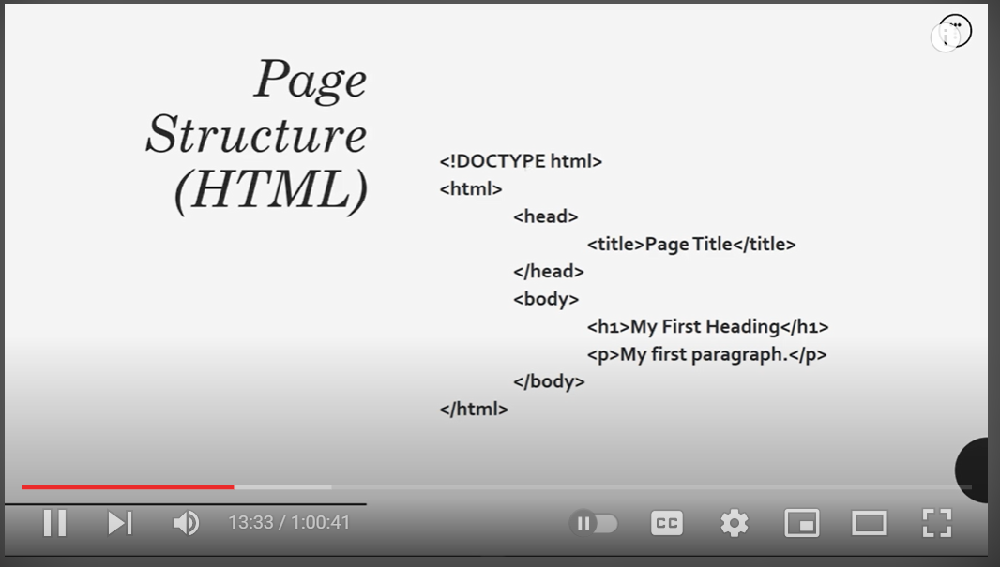 Page
Structure
(HTML)
<!DOCTYPE html>
<html>
<head>
<title>Page Title</title>
</head>
<body>
<h1>My First Heading</h1>
<p>My first paragraph.</p>
</body>
</html>
13:33 / 1:00:41
CC